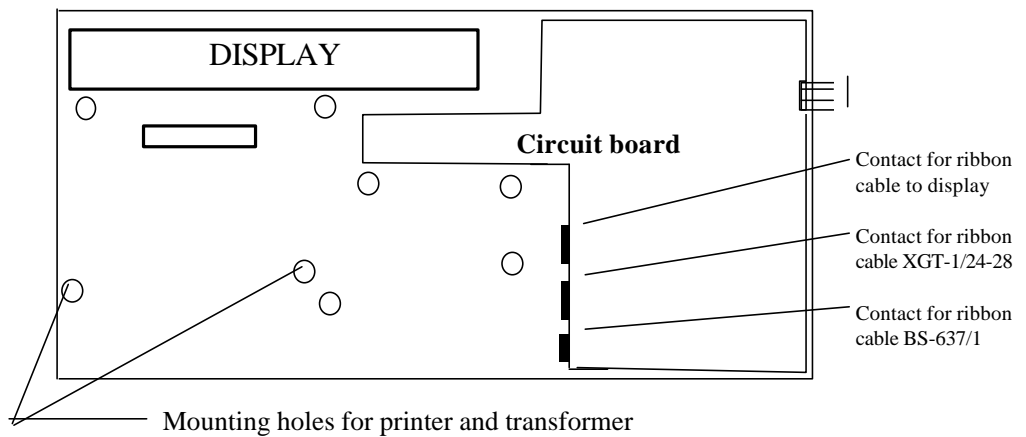 DISPLAY
Circuit board
Contact for ribbon
cable to display
Contact for ribbon
cable XGT-1/24-28
Contact for ribbon
cable BS-637/1
Mounting holes for printer and transformer